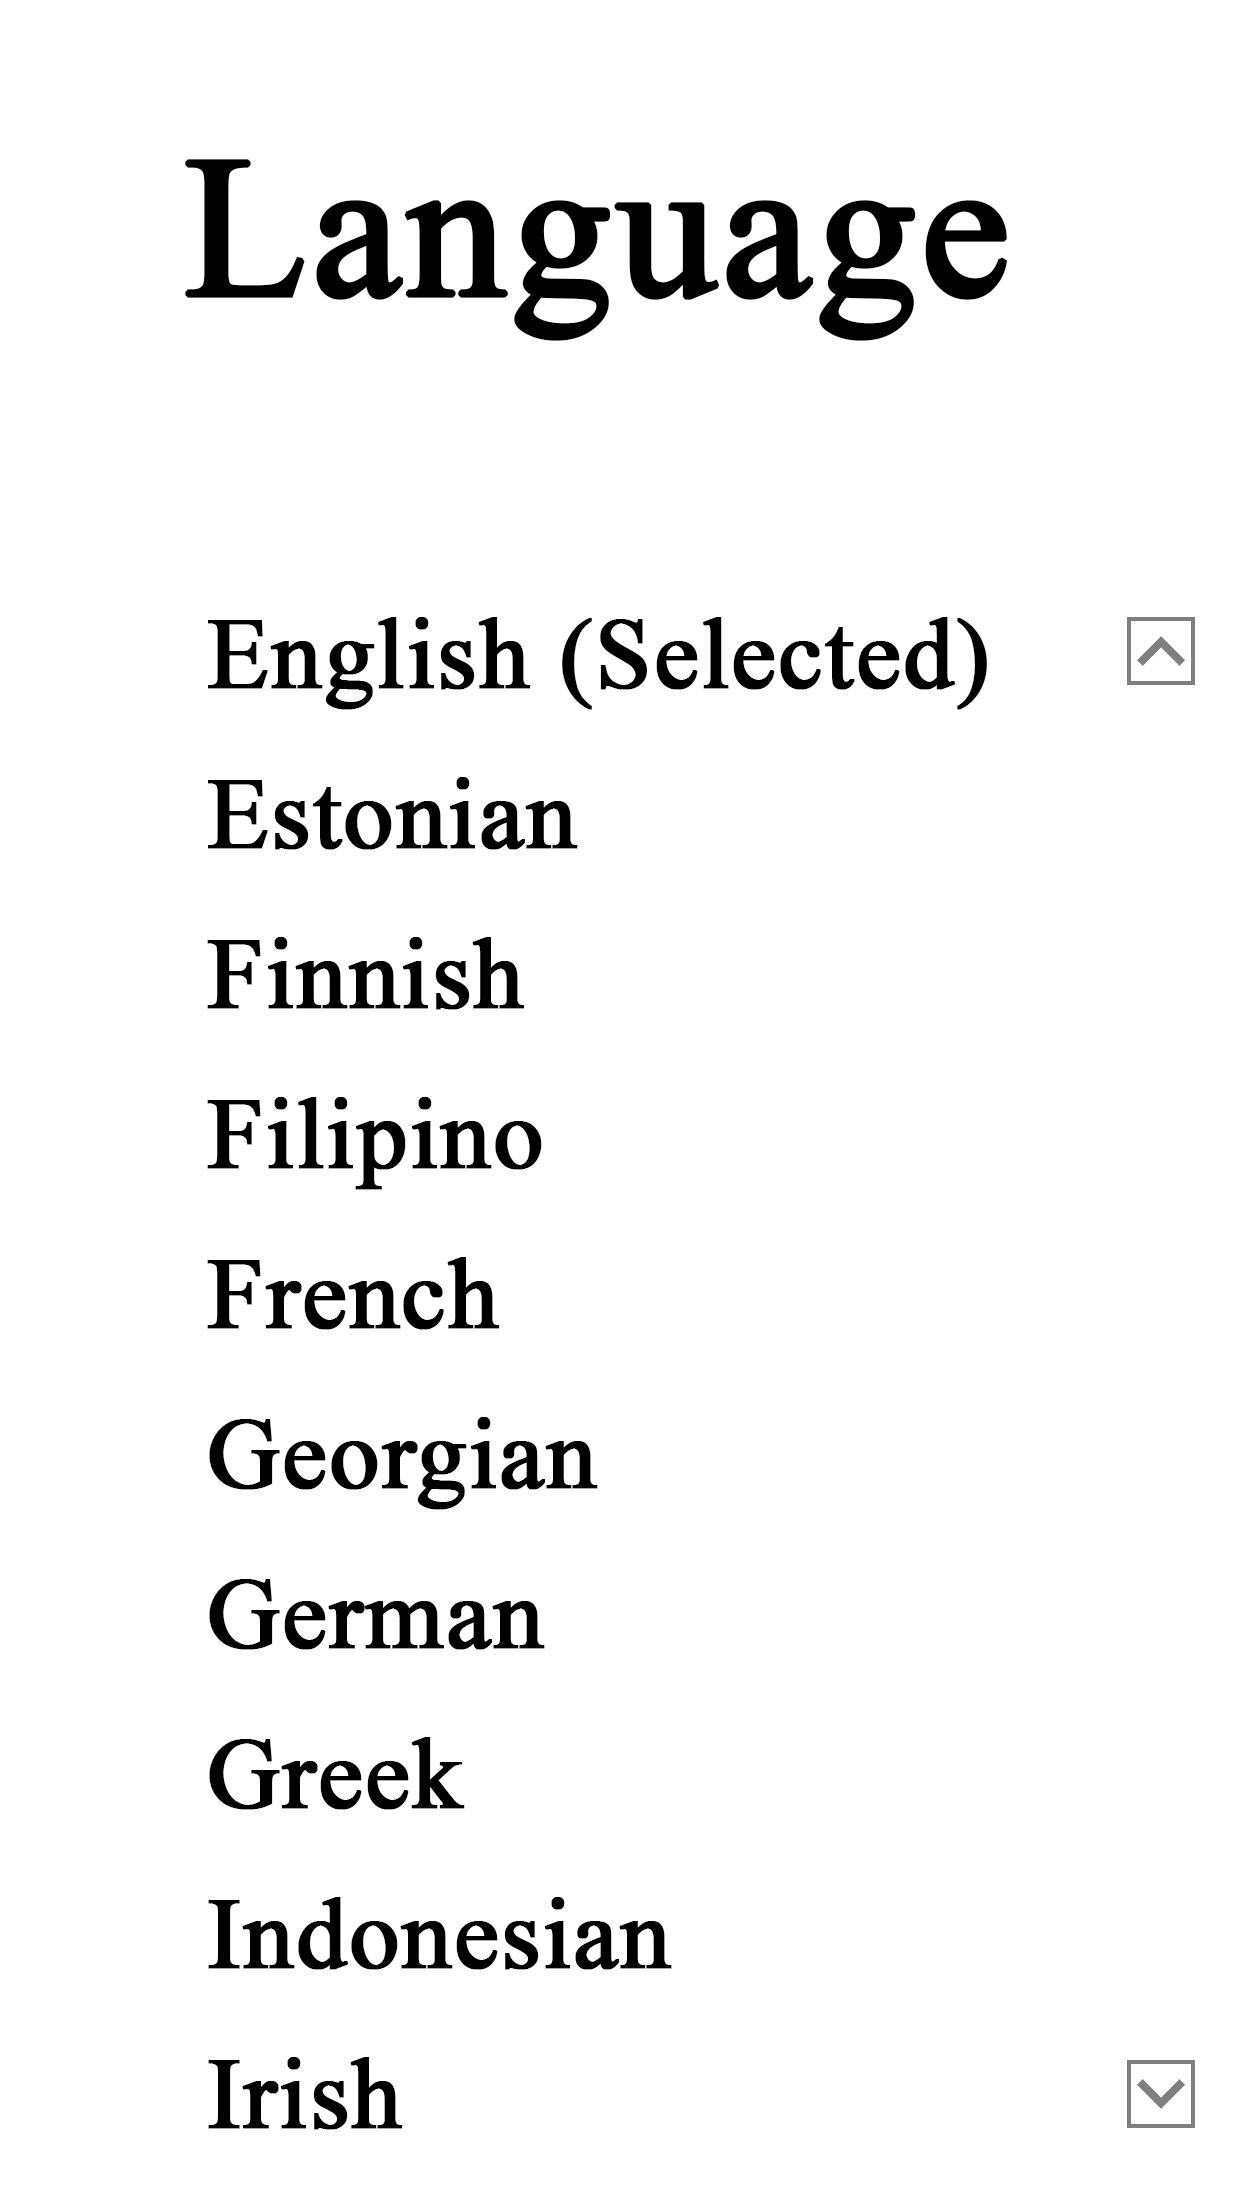 Language
English (Selected)
Estonian
Finnish
Filipino
French
Georgian
German
Greek
Indonesian
Irish